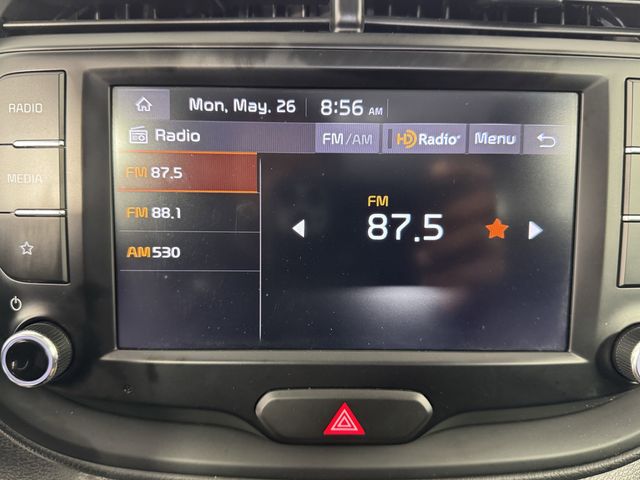 RADIO
MEDIA
Mon, May. 26 8:56 AM
Radio FM/AM HD Radio® Menu
FM 87.5
FM 88.1
AM 530
FM
87.5